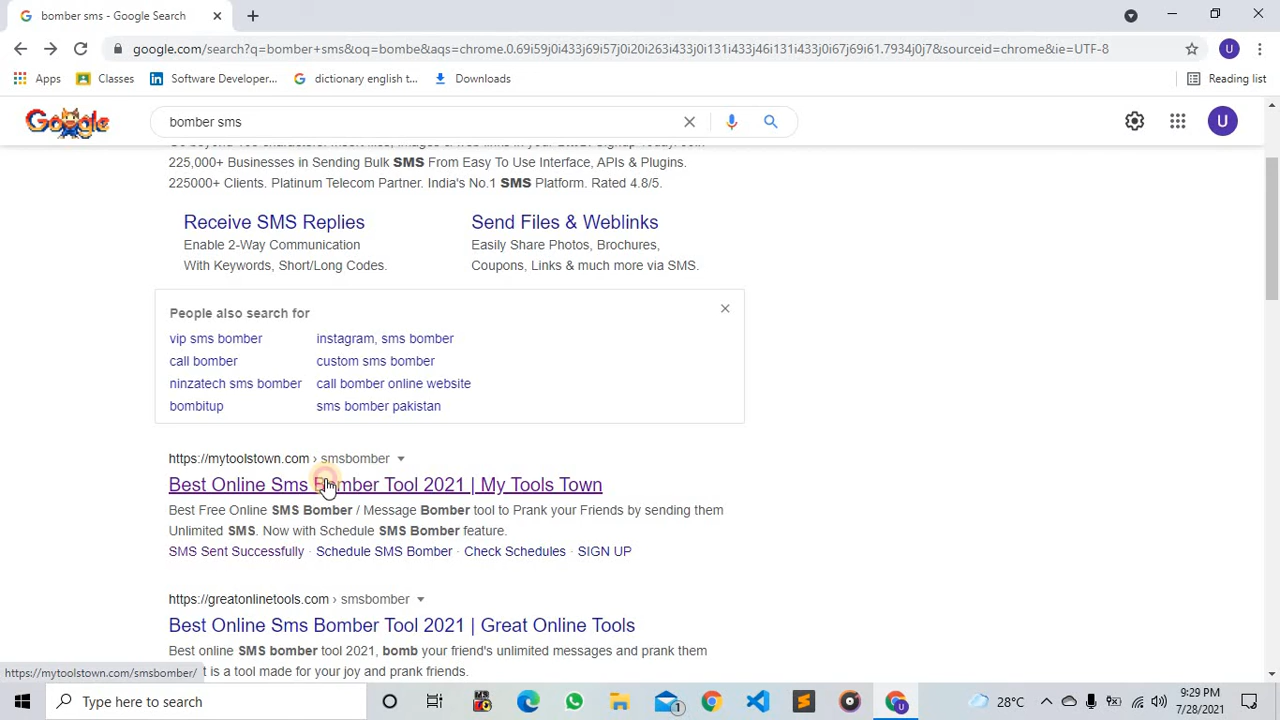 bomber sms - Google Search
google.com/search?q=bomber+sms&oq=bombe&aqs=chrome.0.69i59j0i433j69i57j0i20i263i433j0i131i433j46i131i433j0i67j69i61.7934j0j7&sourceid=chrome&ie=UTF-8
U
Apps
Classes
Software Developer...
dictionary english t...
Downloads
Reading list
Google
bomber sms
U
225,000+ Businesses in Sending Bulk SMS From Easy To Use Interface, APIs & Plugins.
225000+ Clients. Platinum Telecom Partner. India's No.1 SMS Platform. Rated 4.8/5.
Receive SMS Replies
Send Files & Weblinks
Enable 2-Way Communication
Easily Share Photos, Brochures,
With Keywords, Short/Long Codes.
Coupons, Links & much more via SMS.
People also search for
vip sms bomber
instagram, sms bomber
call bomber
custom sms bomber
ninzatech sms bomber
call bomber online website
bombitup
sms bomber pakistan
https://mytoolstown.com › smsbomber
Best Online Sms Bomber Tool 2021 | My Tools Town
Best Free Online SMS Bomber / Message Bomber tool to Prank your Friends by sending them
Unlimited SMS. Now with Schedule SMS Bomber feature.
SMS Sent Successfully · Schedule SMS Bomber · Check Schedules · SIGN UP
https://greatonlinetools.com › smsbomber
Best Online Sms Bomber Tool 2021 | Great Online Tools
Best online SMS bomber tool 2021, bomb your friend's unlimited messages and prank them
https://mytoolstown.com/smsbomber/
t is a tool made for your joy and prank friends.
Type here to search
1
U
28°C
9:29 PM
7/28/2021